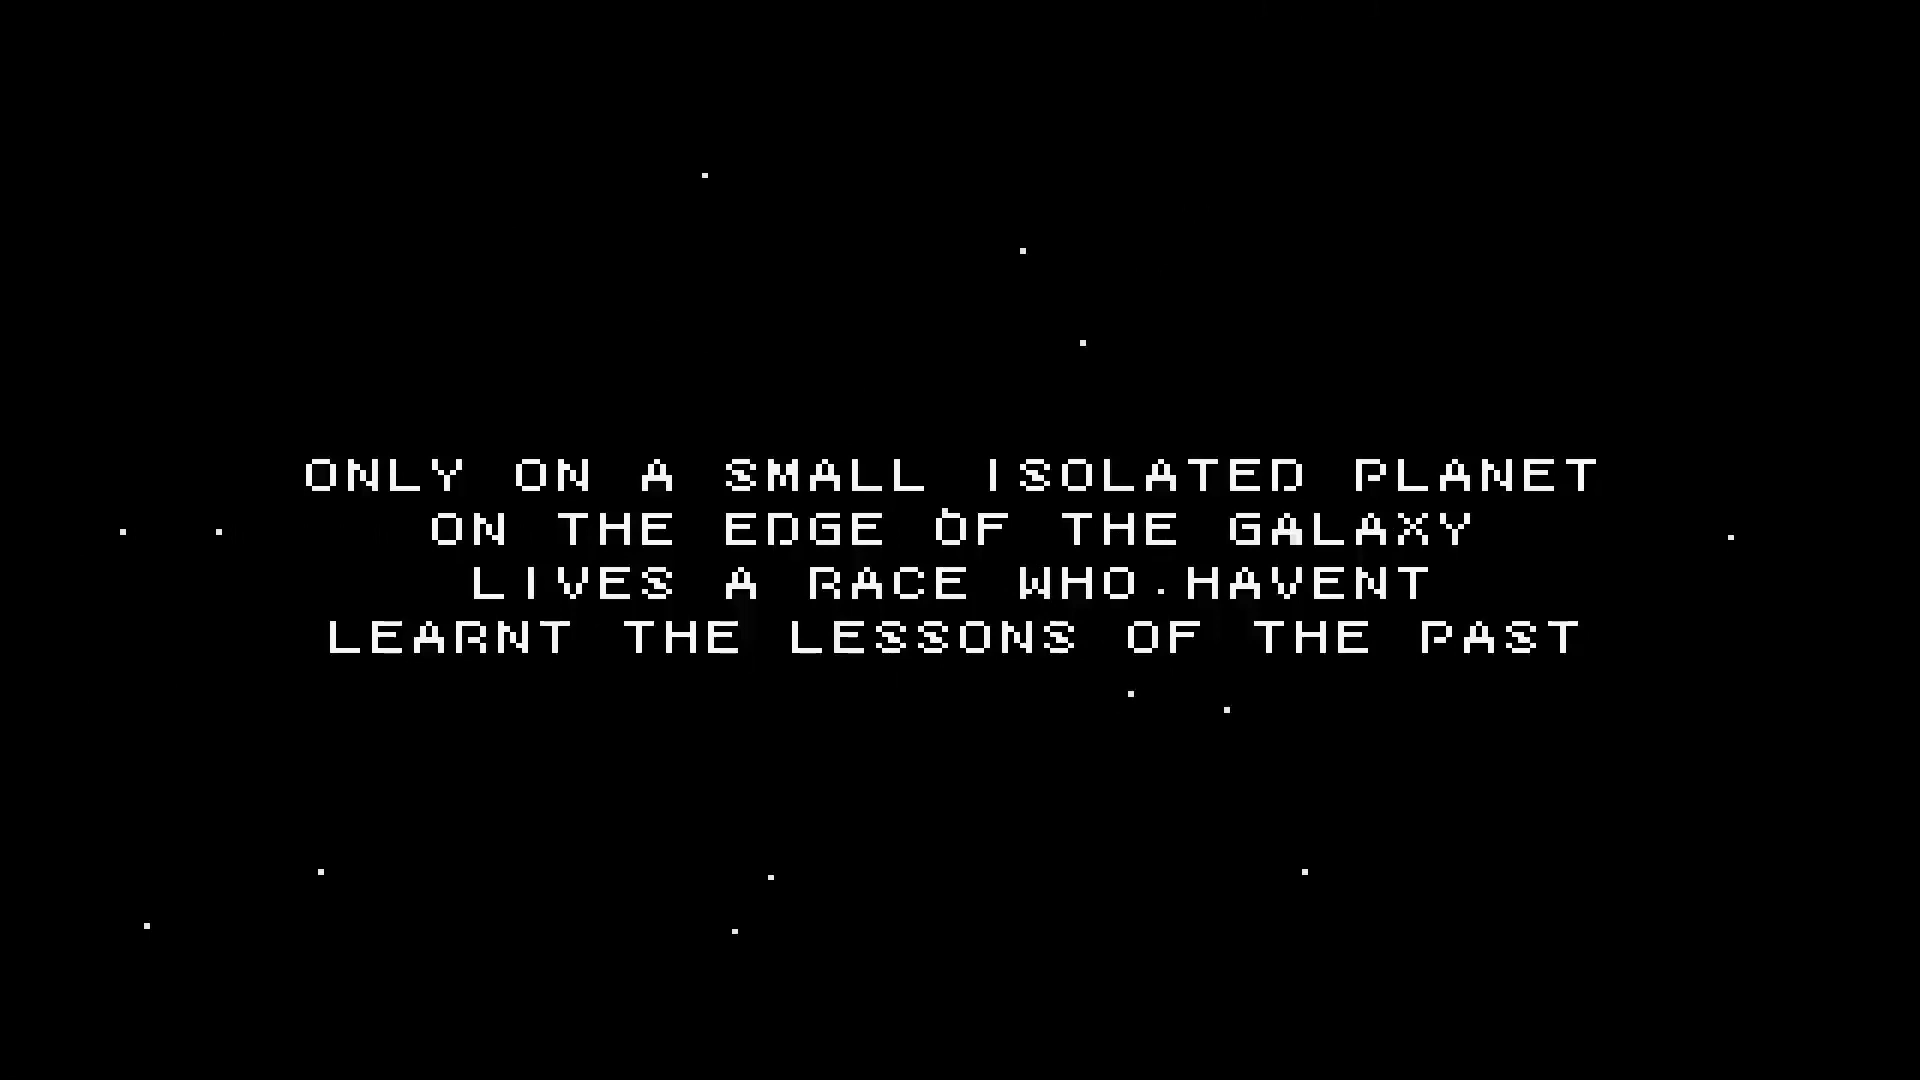 ONLY ON A SMALL ISOLATED PLANET
ON THE EDGE OF THE GALAXY
LIVES A RACE WHO HAVENT
LEARNT THE LESSONS OF THE PAST